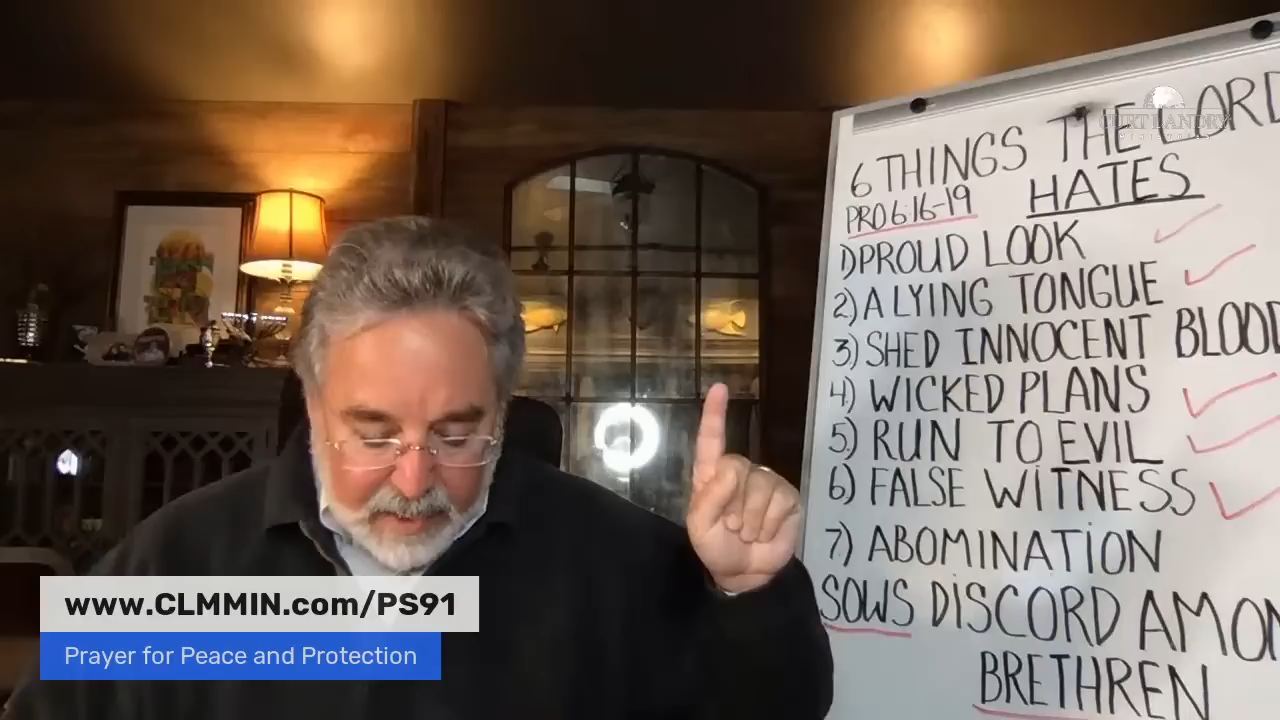 CURT LANDRY
6 THINGS THE LORD
HATES
PRO 6:16-19
1) PROUD LOOK
2) A LYING TONGUE
3) SHED INNOCENT BLOOD
4) WICKED PLANS
5) RUN TO EVIL
6) FALSE WITNESS
7) ABOMINATION
SOWS DISCORD AMON
BRETHREN
www.CLMMIN.com/PS91
Prayer for Peace and Protection